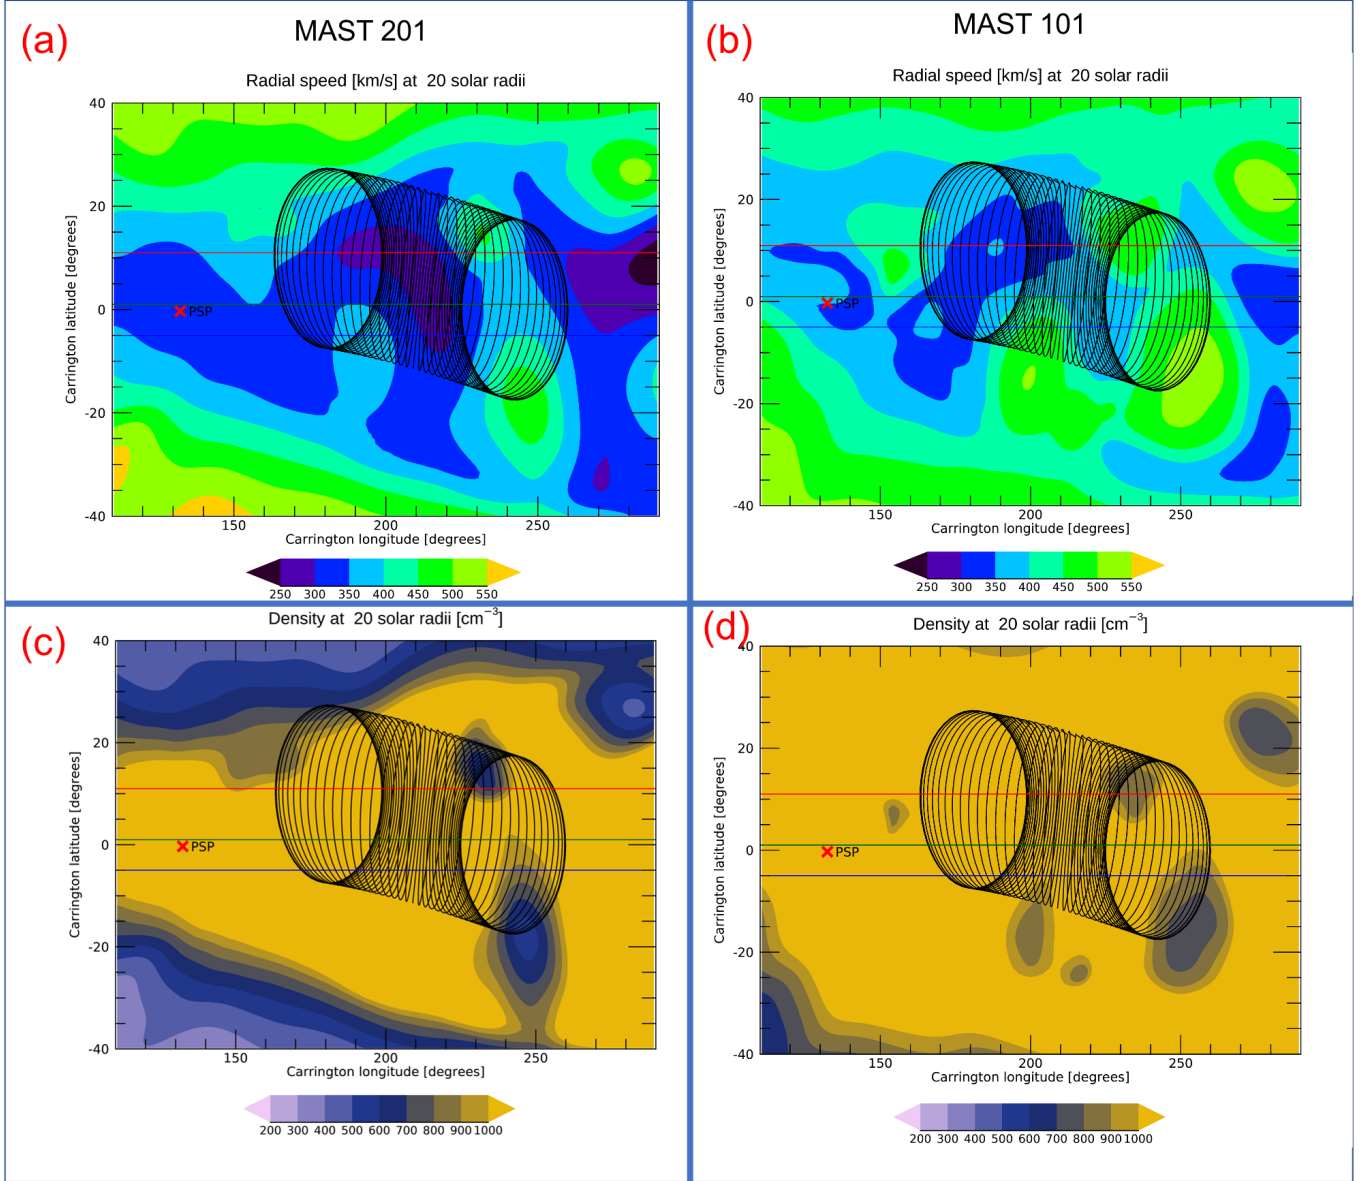 (a)
MAST 201
Radial speed [km/s] at 20 solar radii
40
20
0
-20
-40
Carrington latitude [degrees]
PSP
150
200
250
Carrington longitude [degrees]
250 300 350 400 450 500 550
(b)
MAST 101
Radial speed [km/s] at 20 solar radii
40
20
0
-20
-40
Carrington latitude [degrees]
PSP
150
200
250
Carrington longitude [degrees]
250 300 350 400 450 500 550
(c)
Density at 20 solar radii [cm⁻³]
40
20
0
-20
-40
Carrington latitude [degrees]
PSP
150
200
250
Carrington longitude [degrees]
200 300 400 500 600 700 800 900 1000
(d)
Density at 20 solar radii [cm⁻³]
40
20
0
-20
-40
Carrington latitude [degrees]
PSP
150
200
250
Carrington longitude [degrees]
200 300 400 500 600 700 800 900 1000